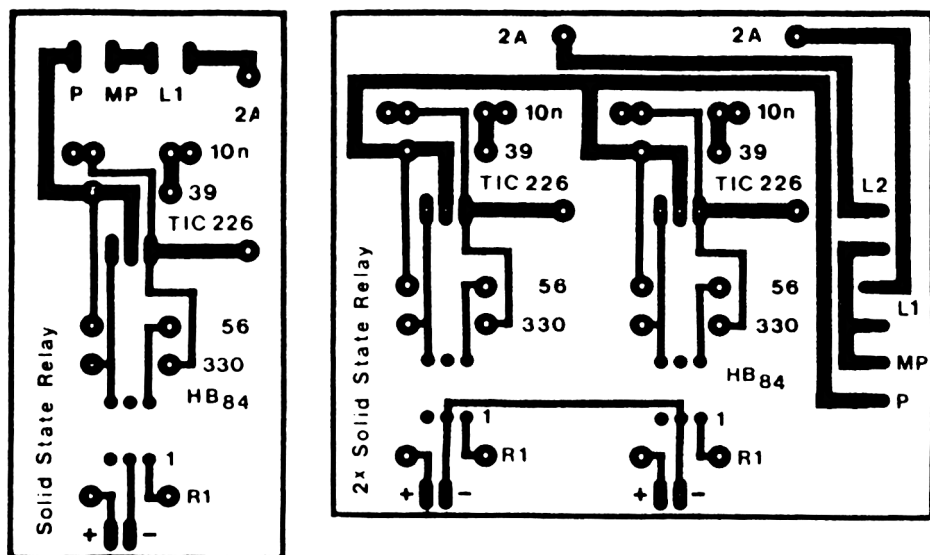 P MP L1
2A
10n
39
TIC 226
56
330
HB84
1
R1
+ -
Solid State Relay
2A 2A
10n 10n
39 39
TIC 226 TIC 226
L2
56 56
L1
330 330
HB84
MP
P
1 1
R1 R1
+ - + -
2x Solid State Relay